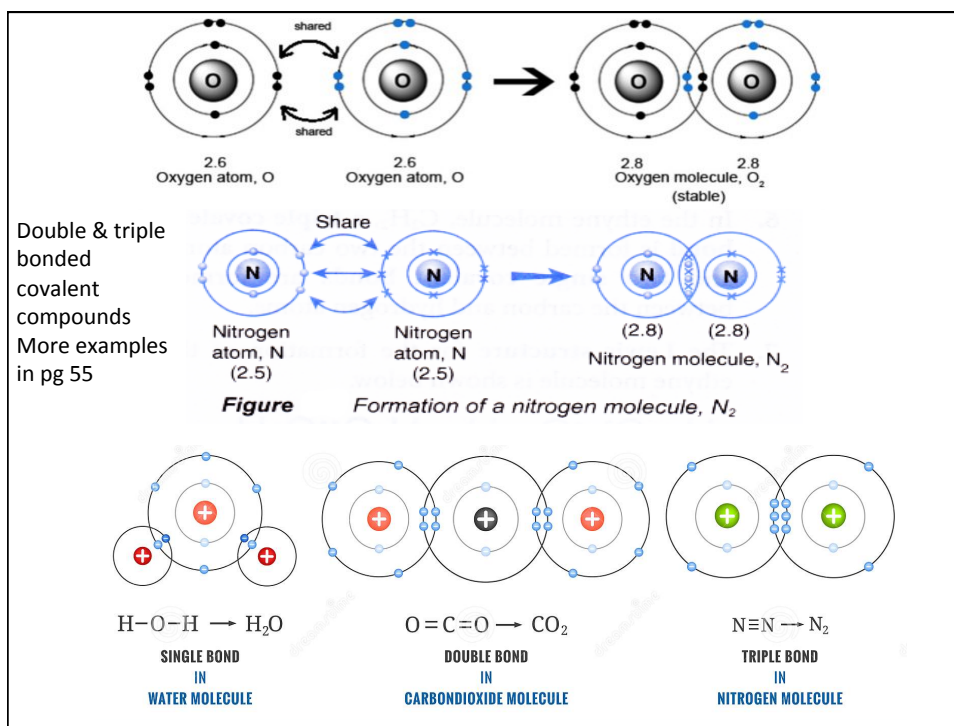 shared
O
O
O
O
shared
2.6
2.6
2.8
2.8
Oxygen atom, O
Oxygen atom, O
Oxygen molecule, O₂
(stable)
Double & triple
bonded
covalent
compounds
More examples
in pg 55
Share
N
N
N
N
Nitrogen
atom, N
(2.5)
Nitrogen
atom, N
(2.5)
(2.8)
(2.8)
Nitrogen molecule, N₂
Figure
Formation of a nitrogen molecule, N₂
H–O–H → H₂O
SINGLE BOND
IN
WATER MOLECULE
O=C=O → CO₂
DOUBLE BOND
IN
CARBONDIOXIDE MOLECULE
N≡N → N₂
TRIPLE BOND
IN
NITROGEN MOLECULE